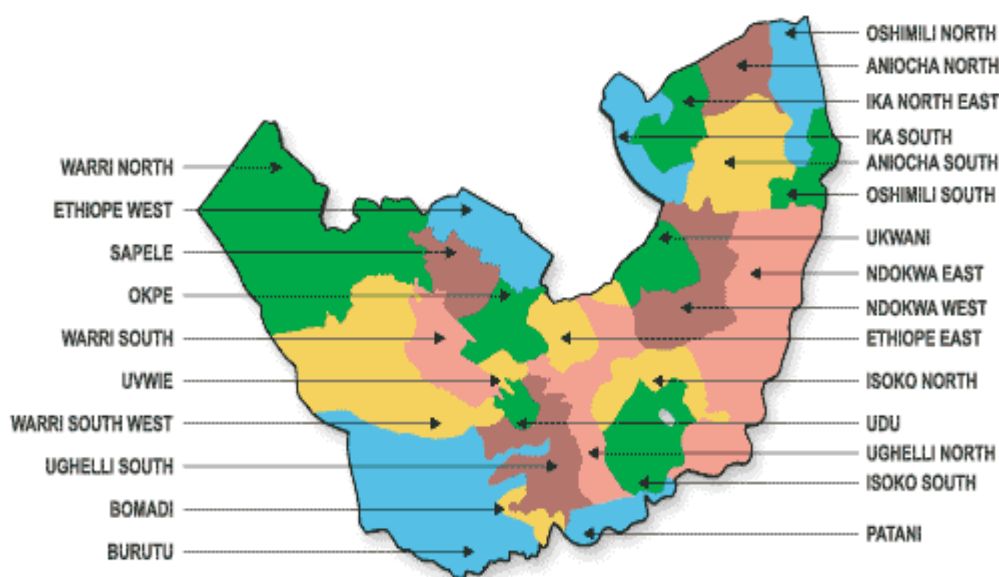 OSHIMILI NORTH
ANIOCHA NORTH
IKA NORTH EAST
IKA SOUTH
ANIOCHA SOUTH
OSHIMILI SOUTH
UKWANI
NDOKWA EAST
NDOKWA WEST
ETHIOPE EAST
ISOKO NORTH
UDU
UGHELLI NORTH
ISOKO SOUTH
PATANI
WARRI NORTH
ETHIOPE WEST
SAPELE
OKPE
WARRI SOUTH
UVWIE
WARRI SOUTH WEST
UGHELLI SOUTH
BOMADI
BURUTU